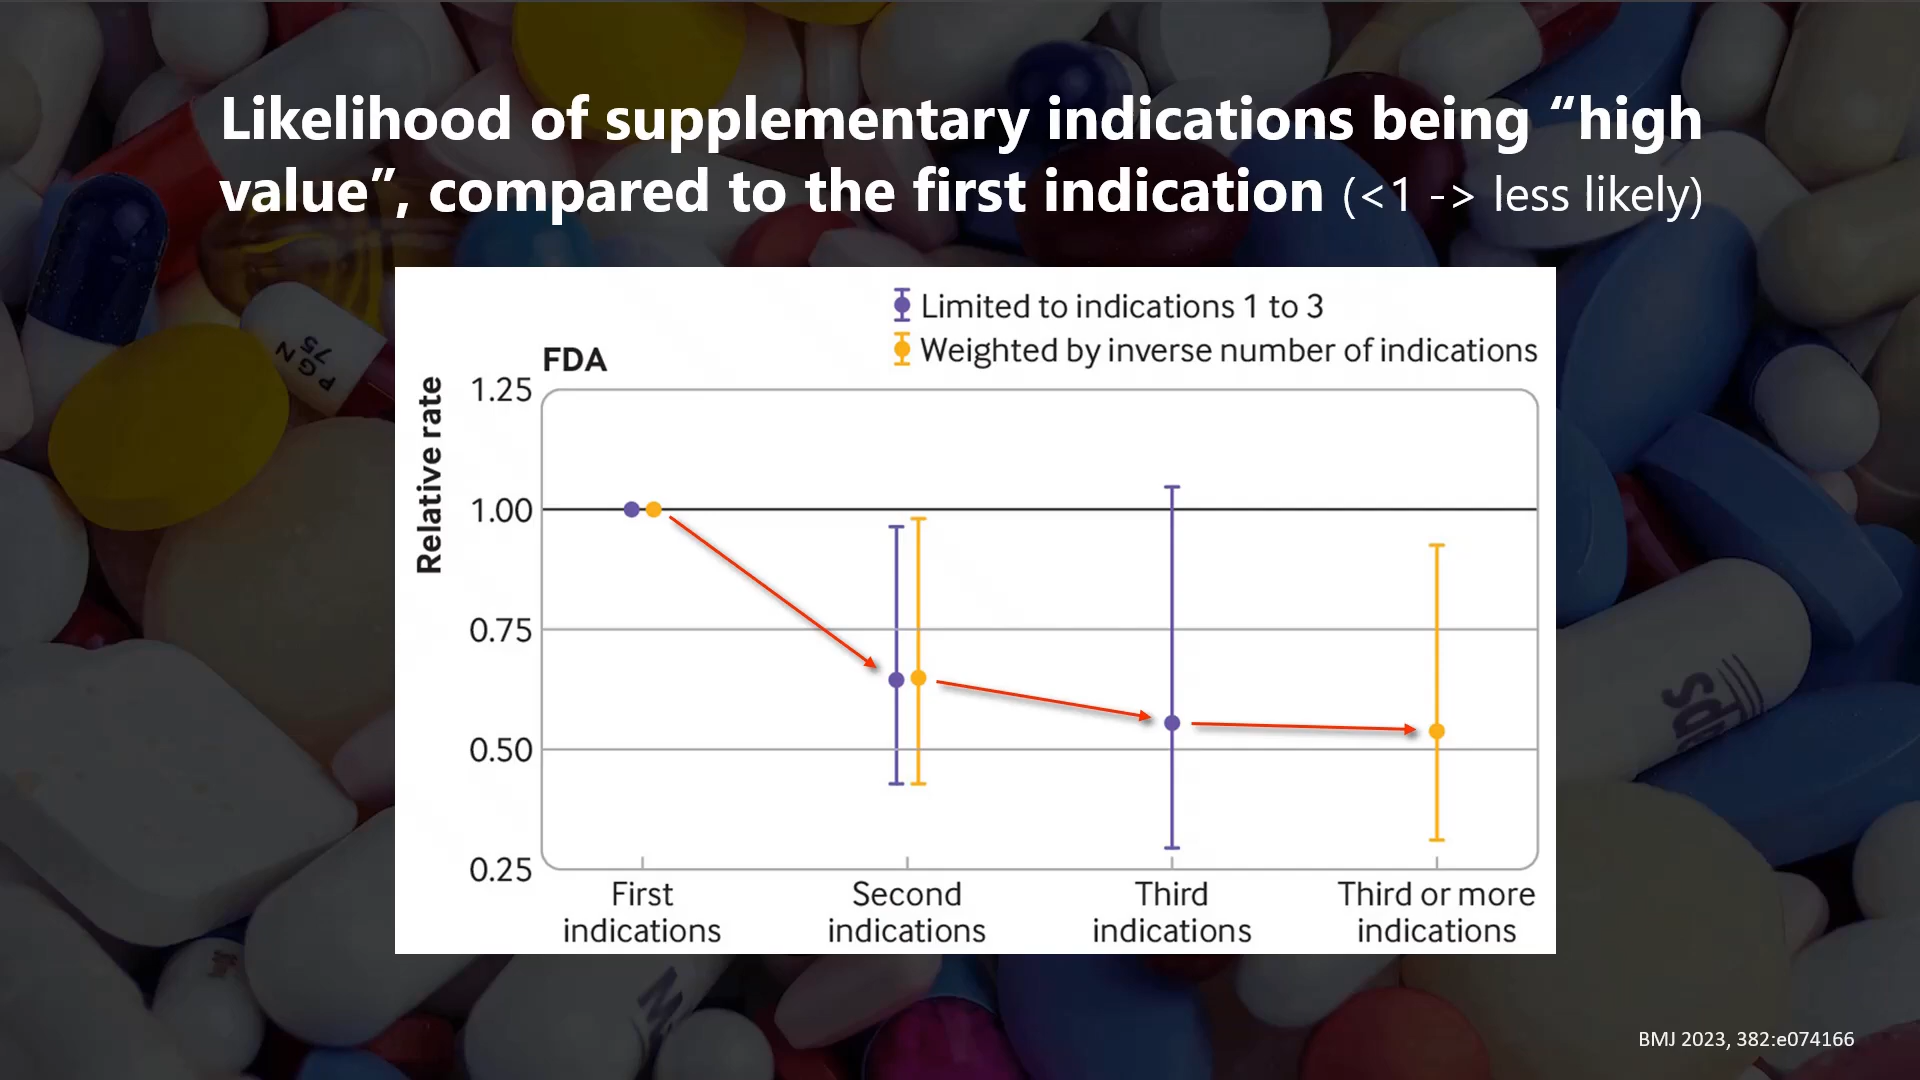 Likelihood of supplementary indications being “high
value”, compared to the first indication (<1 -> less likely)
Limited to indications 1 to 3
Weighted by inverse number of indications
FDA
Relative rate
1.25
1.00
0.75
0.50
0.25
First
indications
Second
indications
Third
indications
Third or more
indications
PGN
75
BMJ 2023, 382:e074166